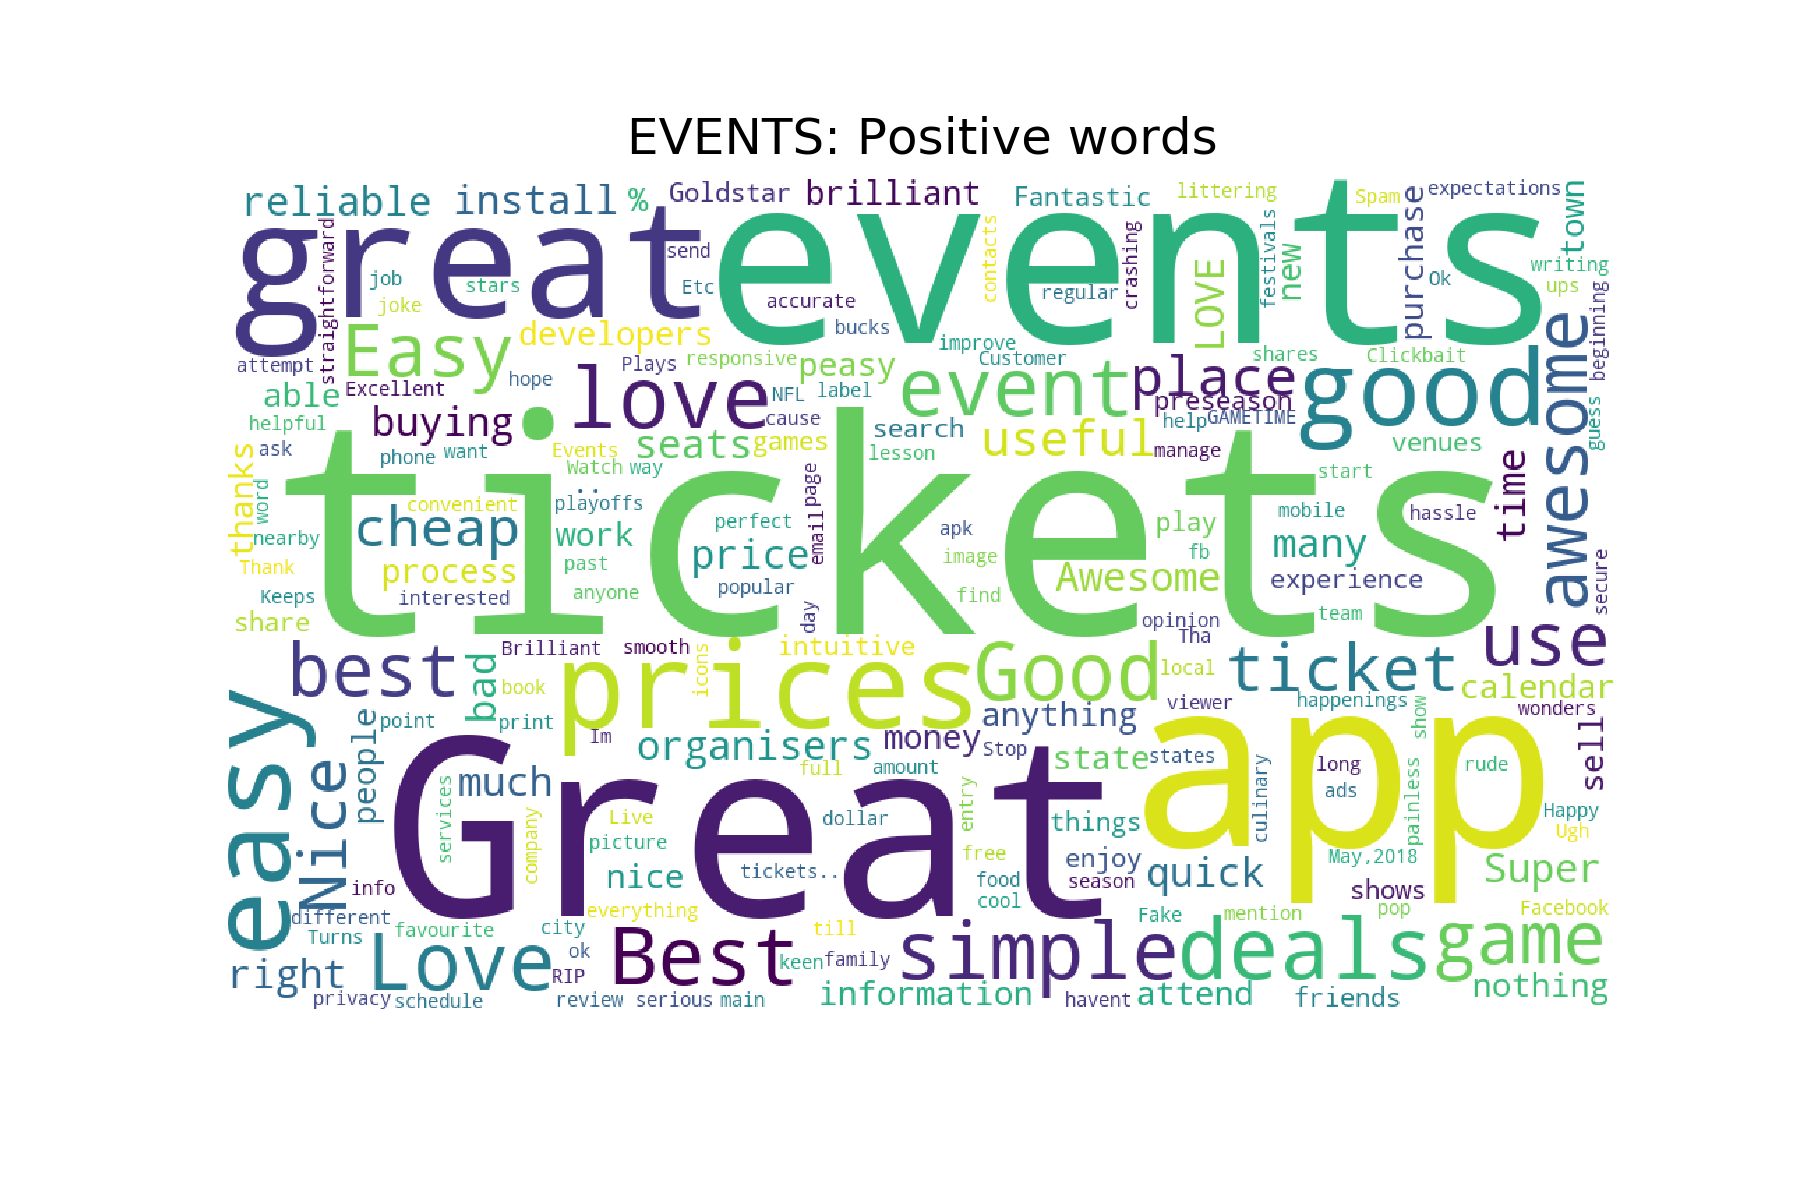 EVENTS: Positive words
reliable
install
%
Goldstar
brilliant
Fantastic
littering
Spam
expectations
great
events
straightforward
send
contacts
crashing
festivals
new
purchase
town
job
stars
joke
Etc
accurate
regular
LOVE
Ok
writing
ups
beginning
Easy
developers
bucks
improve
Customer
shares
Clickbait
attempt
Plays
responsive
peasy
hope
Excellent
love
NFL
label
event
place
preseason
good
awesome
able
helpful
buying
cause
search
help
GAMETIME
guess
ask
phone
want
seats
games
useful
manage
venues
Events
Watch
way
lesson
start
thanks
word
tickets
..
page
time
convenient
playoffs
cheap
work
perfect
email
apk
play
mobile
hassle
nearby
price
fb
many
Thank
process
past
image
Awesome
experience
secure
Keeps
interested
anyone
popular
find
share
day
team
opinion
Tha
use
best
bad
Brilliant
smooth
icons
intuitive
prices
Good
local
ticket
calendar
book
print
point
viewer
happenings
wonders
easy
Nice
people
Im
organisers
money
anything
Stop
state
states
show
sell
much
full
amount
app
long
rude
ads
services
Great
entry
culinary
painless
company
Live
dollar
things
Happy
Ugh
picture
free
enjoy
May,2018
Super
info
nice
tickets..
food
season
quick
shows
different
everything
cool
Fake
mention
pop
Facebook
Turns
favourite
city
till
simple
deals
game
right
Love
ok
RIP
Best
keen
family
nothing
privacy
schedule
review
serious
main
information
havent
attend
friends